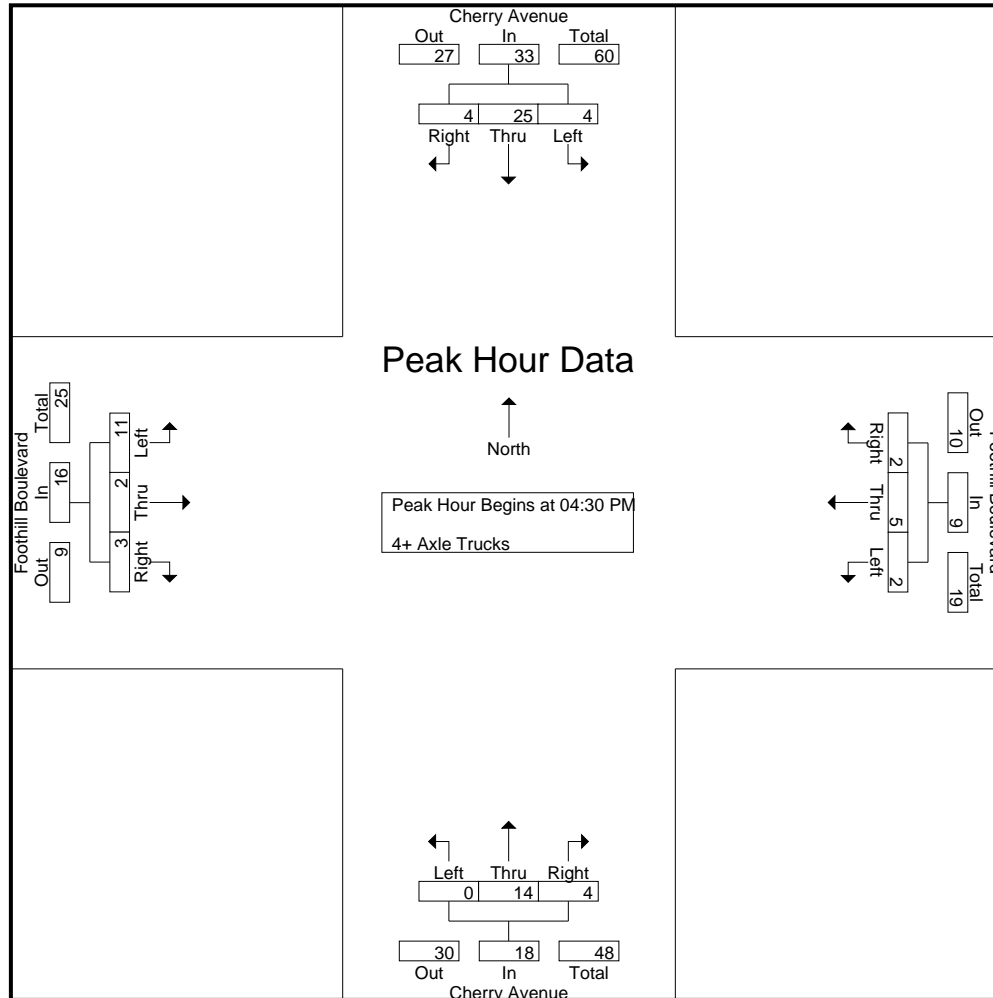 Cherry Avenue
Out In Total
27 33 60
4 25 4
Right Thru Left
Peak Hour Data
North
Peak Hour Begins at 04:30 PM
4+ Axle Trucks
Foothill Boulevard
Total In Out
25 16 9
11 2 3
Left Thru Right
Right Thru Left
2 5 2
10 9 19
Out In Total
Foothill Boulevard
Left Thru Right
0 14 4
30 18 48
Out In Total
Cherry Avenue